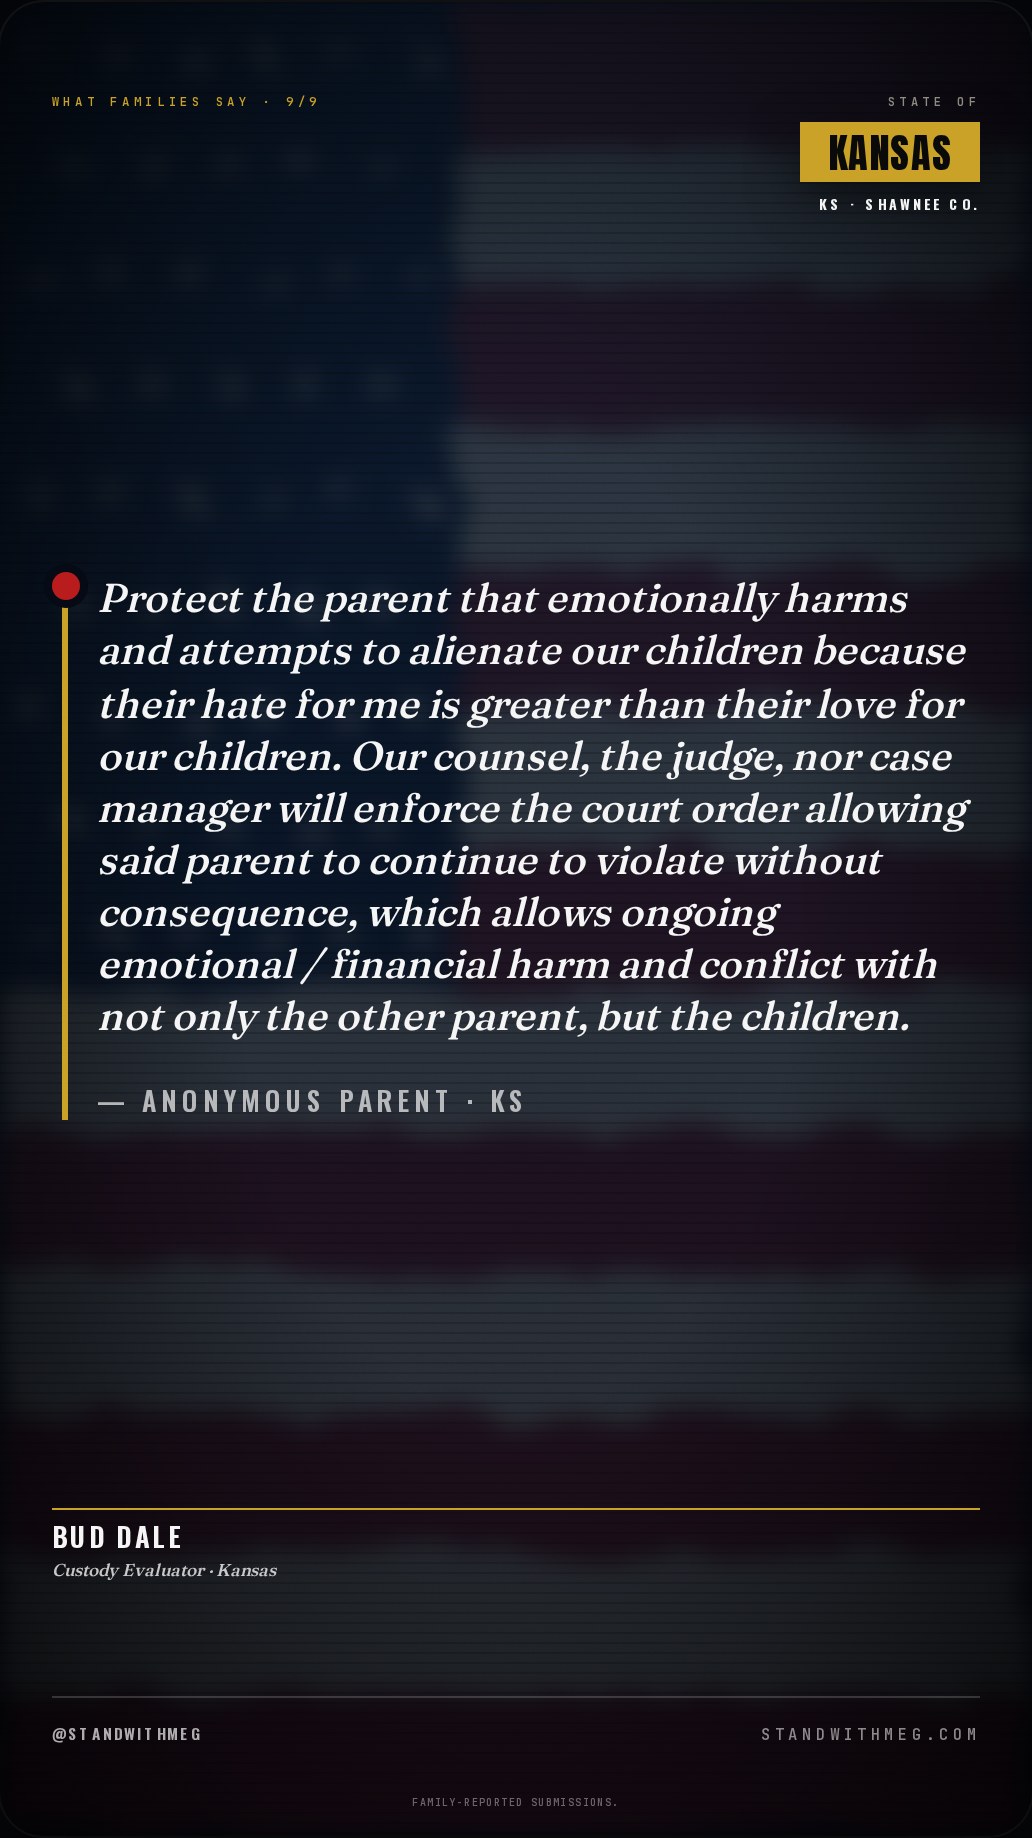 WHAT FAMILIES SAY · 9/9
STATE OF
KANSAS
KS · SHAWNEE CO.
Protect the parent that emotionally harms
and attempts to alienate our children because
their hate for me is greater than their love for
our children. Our counsel, the judge, nor case
manager will enforce the court order allowing
said parent to continue to violate without
consequence, which allows ongoing
emotional / financial harm and conflict with
not only the other parent, but the children.
— ANONYMOUS PARENT · KS
BUD DALE
Custody Evaluator · Kansas
@STANDWITHMEG
STANDWITHMEG.COM
FAMILY-REPORTED SUBMISSIONS.